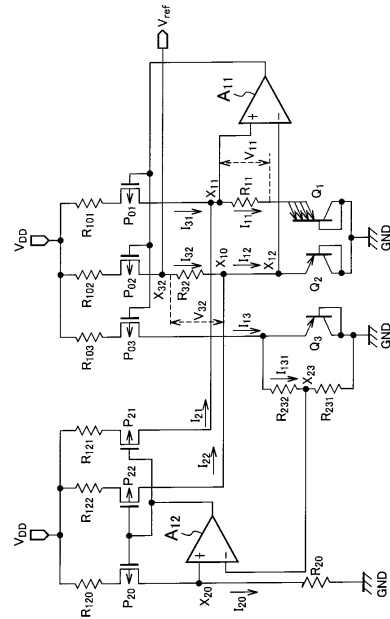 V_DD
V_DD
V_ref
R_120
R_122
R_121
R_103
R_102
R_101
P_20
P_22
P_21
P_03
P_02
P_01
X_32
A_11
+
−
I_32
I_31
X_11
R_32
V_32
X_10
R_11
V_11
I_11
I_12
X_12
I_13
I_21
I_22
A_12
+
−
X_20
I_20
R_20
GND
R_232
I_131
X_23
R_231
Q_3
Q_2
Q_1
GND
GND